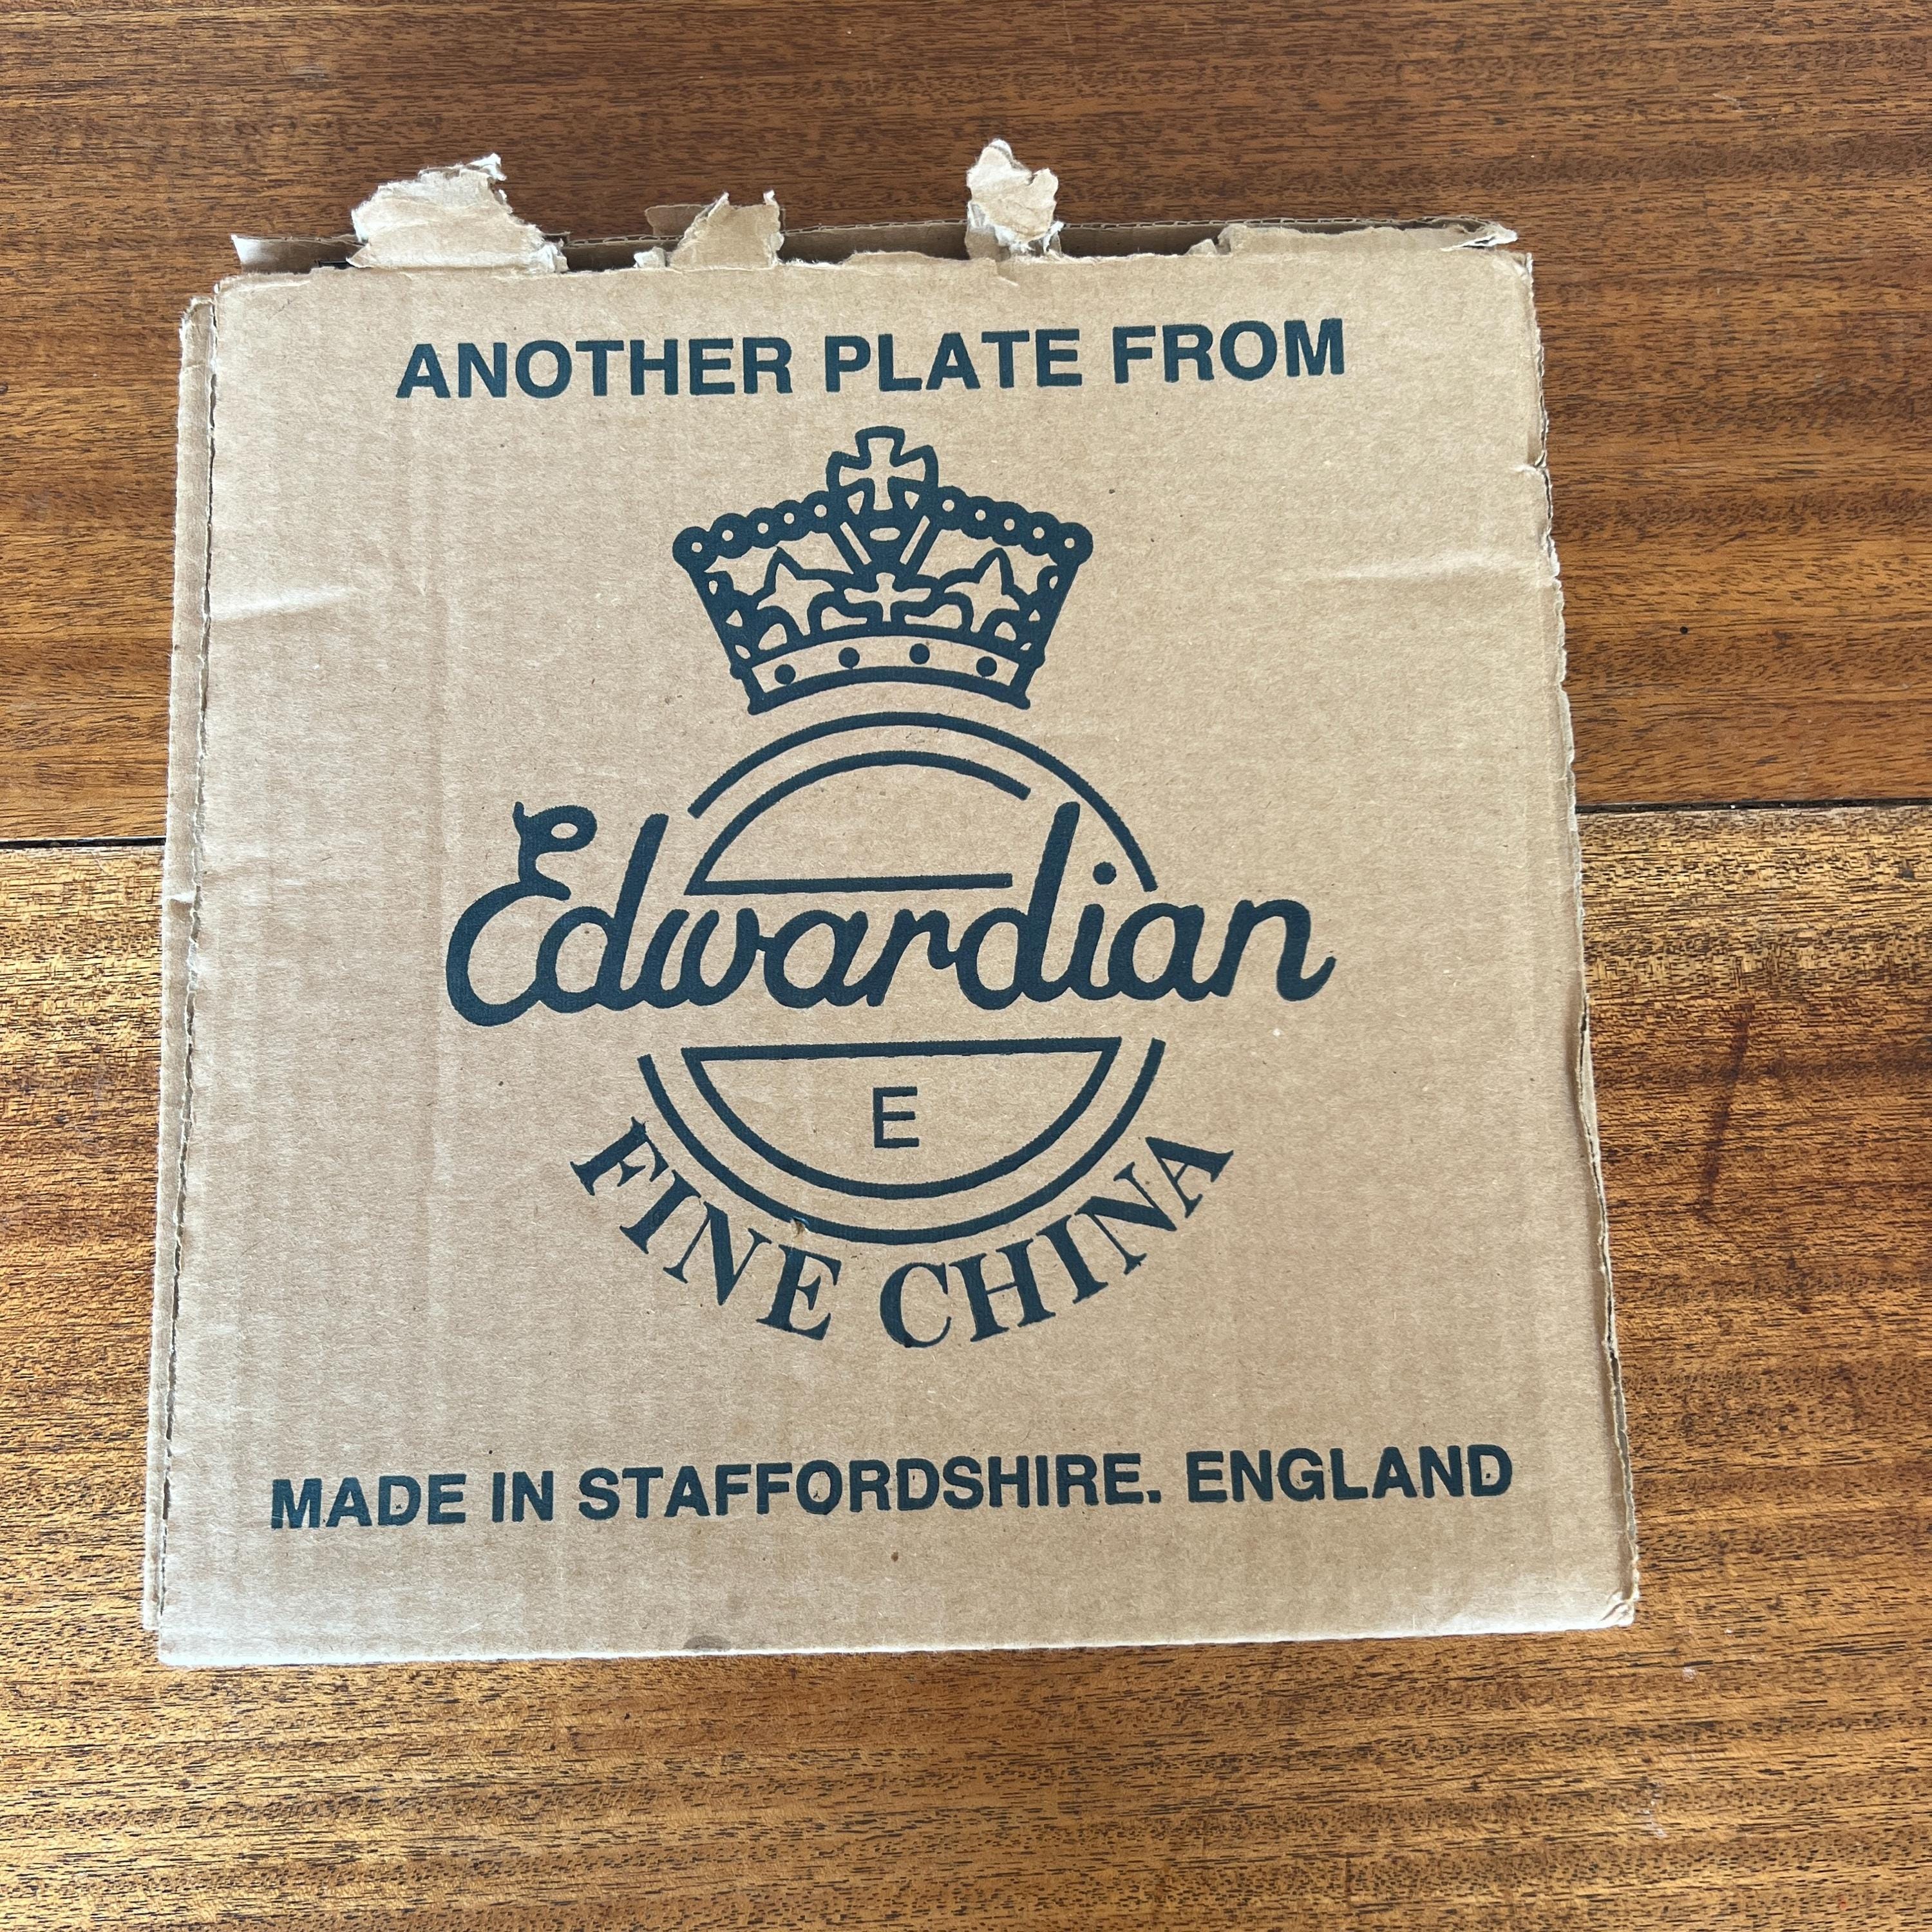 ANOTHER PLATE FROM
Edwardian
E
FINE CHINA
MADE IN STAFFORDSHIRE. ENGLAND